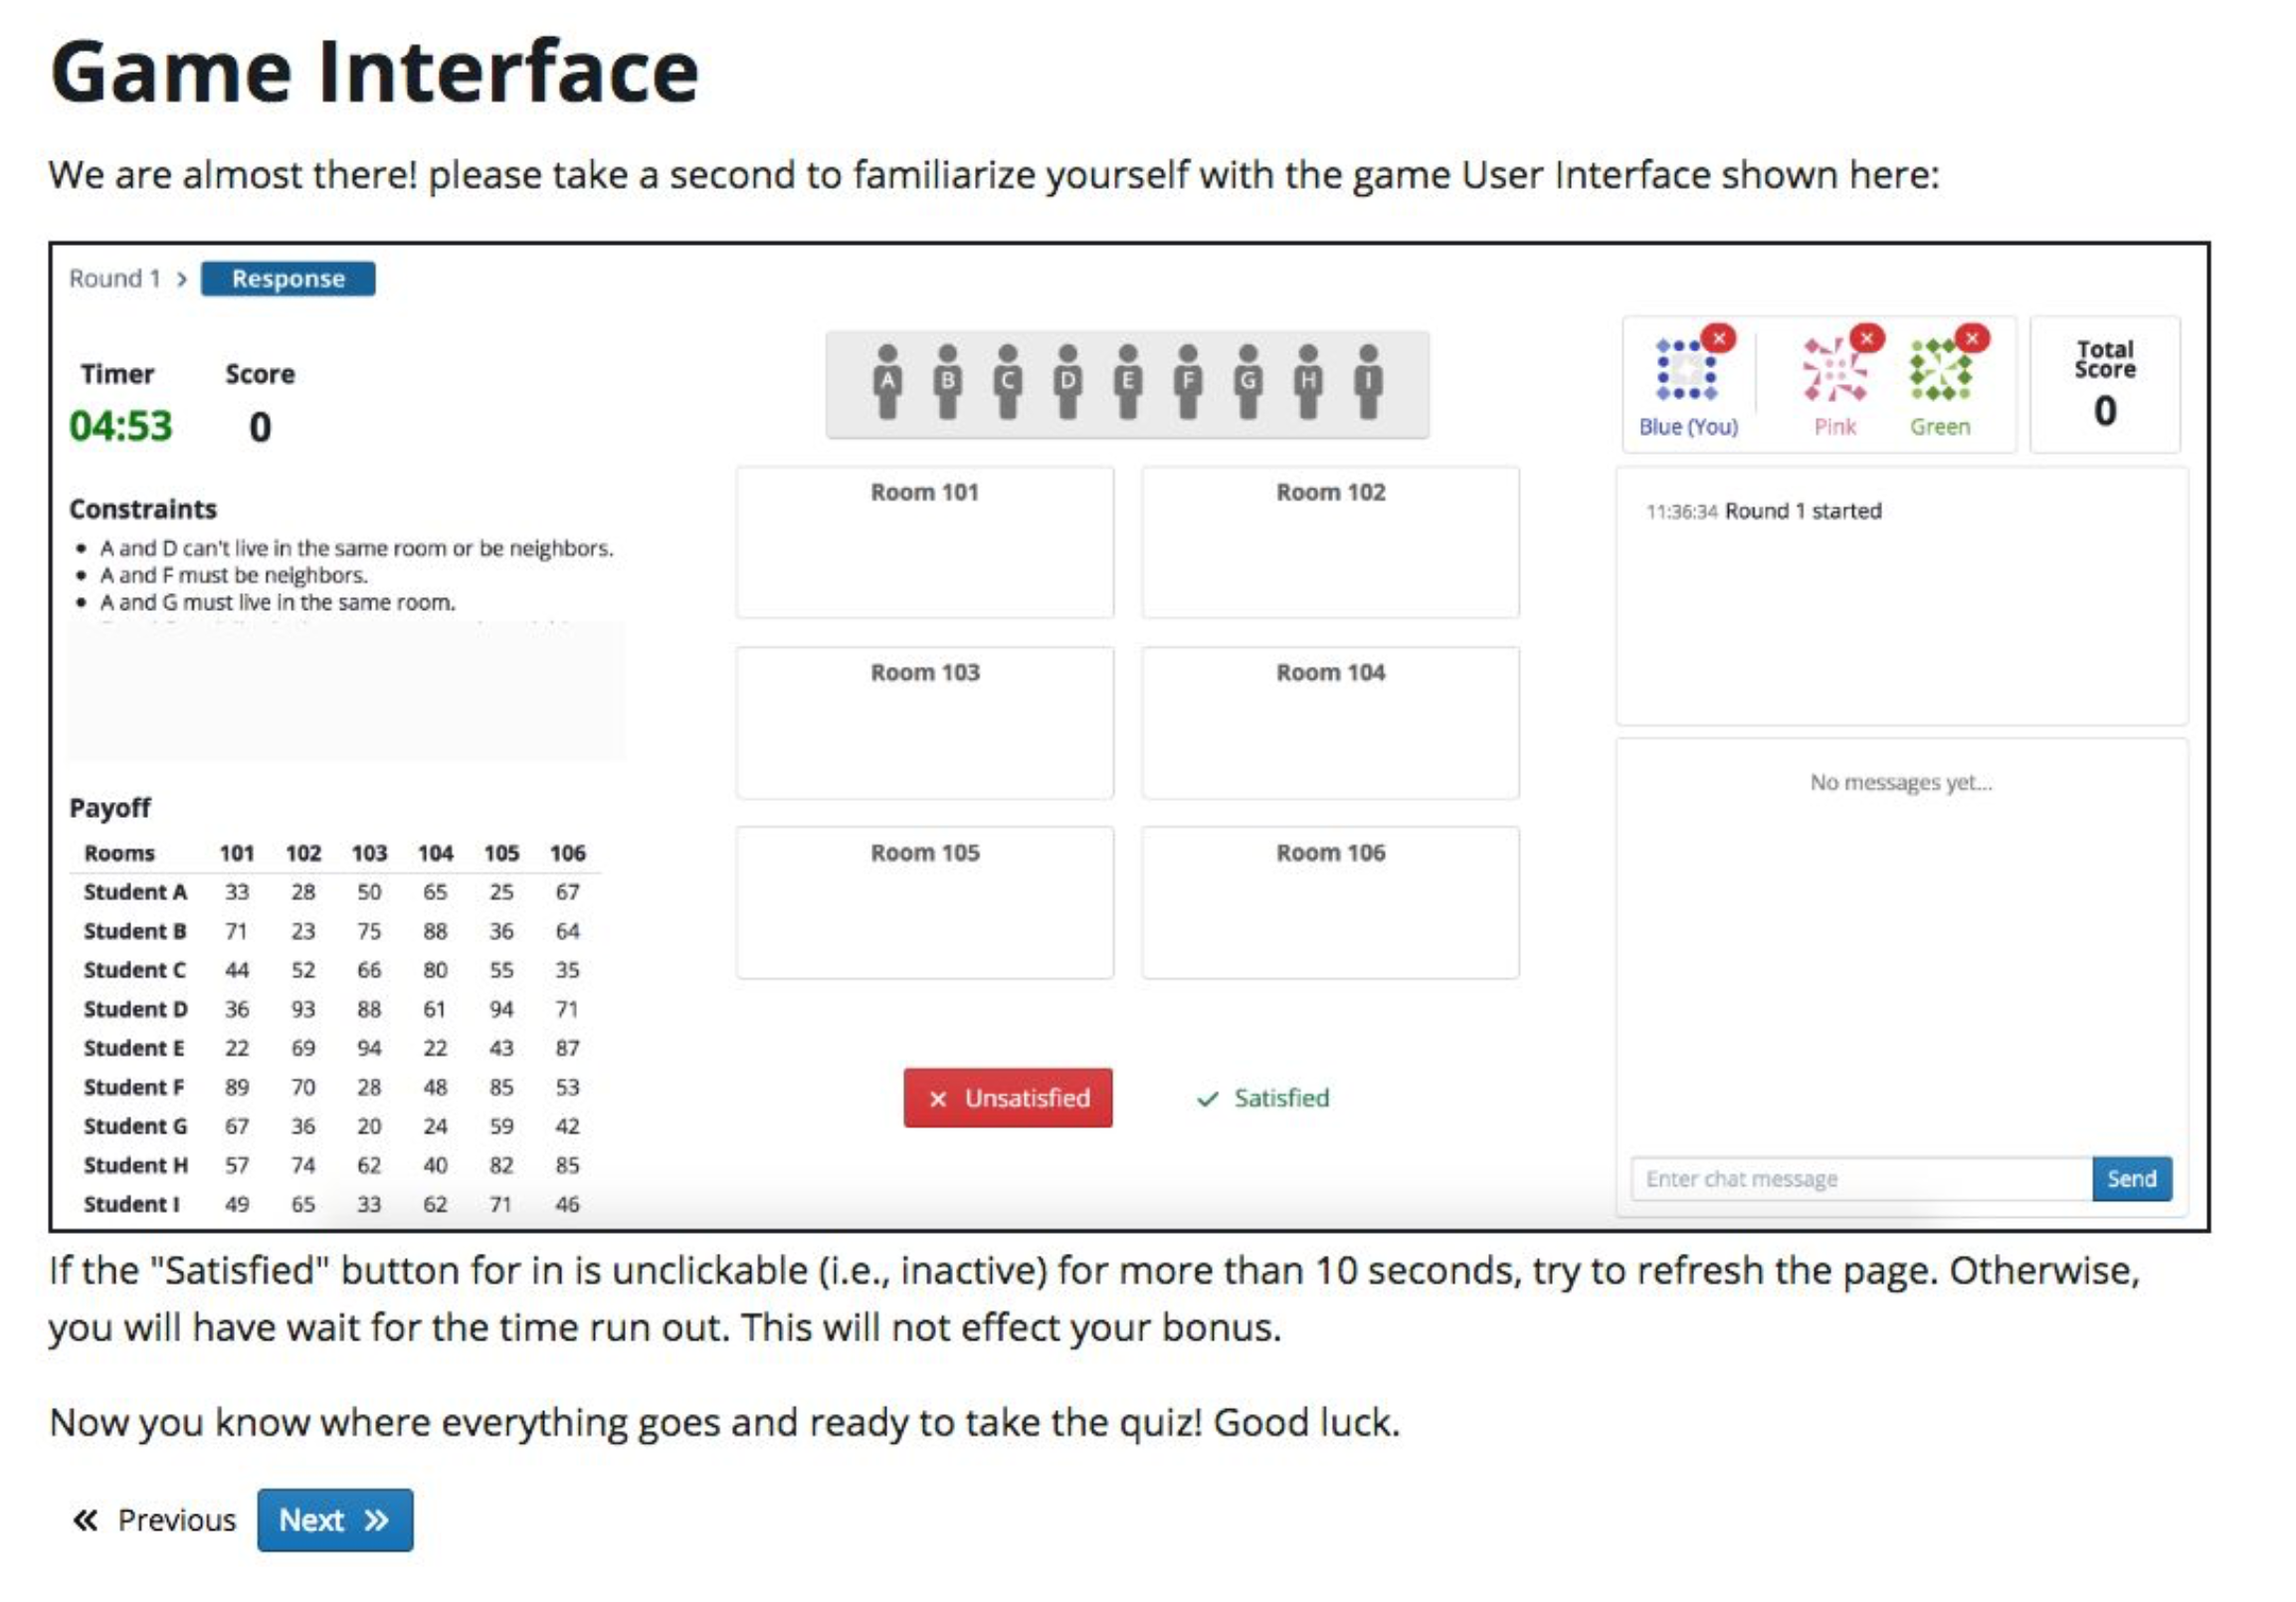 Game Interface
We are almost there! please take a second to familiarize yourself with the game User Interface shown here:
Round 1 > Response
Timer Score
04:53 0
Constraints
• A and D can't live in the same room or be neighbors.
• A and F must be neighbors.
• A and G must live in the same room.
Payoff
Rooms 101 102 103 104 105 106
Student A 33 28 50 65 25 67
Student B 71 23 75 88 36 64
Student C 44 52 66 80 55 35
Student D 36 93 88 61 94 71
Student E 22 69 94 22 43 87
Student F 89 70 28 48 85 53
Student G 67 36 20 24 59 42
Student H 57 74 62 40 82 85
Student I 49 65 33 62 71 46
A B C D E F G H I
Room 101 Room 102
Room 103 Room 104
Room 105 Room 106
× Unsatisfied ✓ Satisfied
Blue (You) Pink Green
Total
Score
0
11:36:34 Round 1 started
No messages yet...
Enter chat message Send
If the "Satisfied" button for in is unclickable (i.e., inactive) for more than 10 seconds, try to refresh the page. Otherwise,
you will have wait for the time run out. This will not effect your bonus.
Now you know where everything goes and ready to take the quiz! Good luck.
« Previous Next »